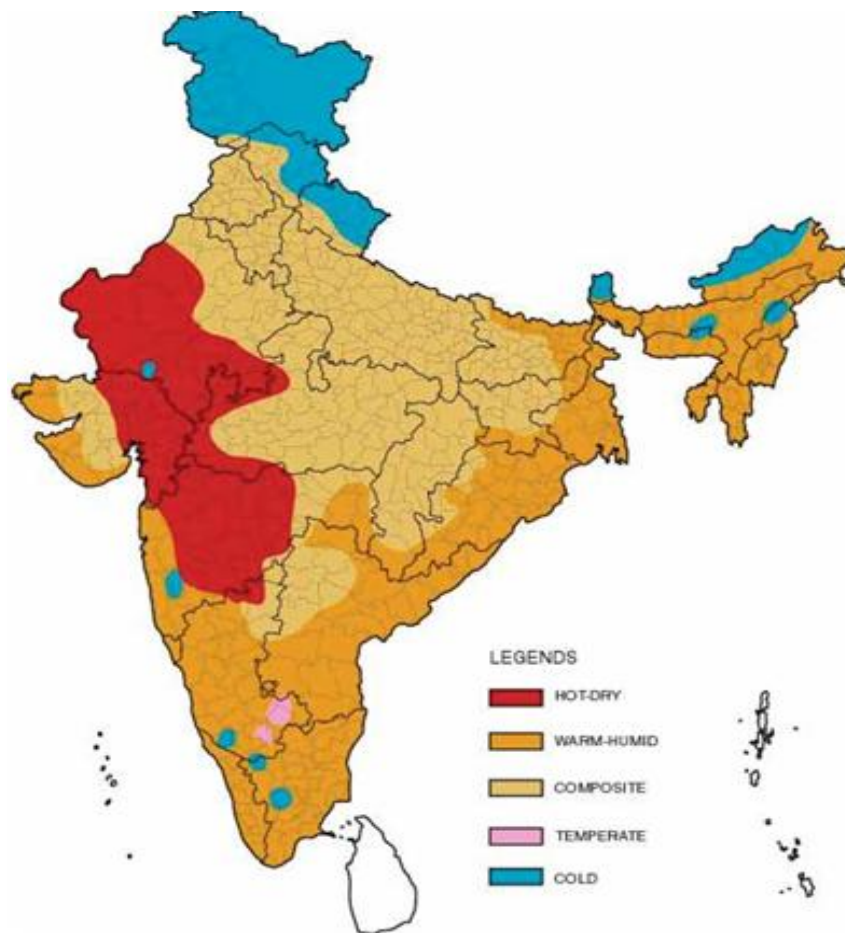 LEGENDS
HOT-DRY
WARM-HUMID
COMPOSITE
TEMPERATE
COLD